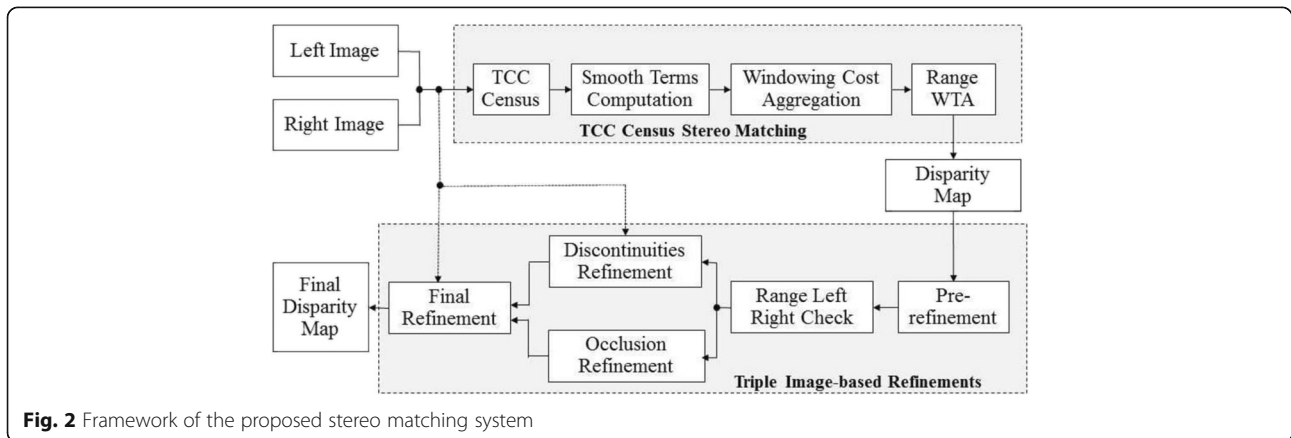 Left Image
Right Image
TCC
Census
Smooth Terms
Computation
Windowing Cost
Aggregation
Range
WTA
TCC Census Stereo Matching
Disparity
Map
Discontinuities
Refinement
Final
Disparity
Map
Final
Refinement
Range Left
Right Check
Pre-
refinement
Occlusion
Refinement
Triple Image-based Refinements
Fig. 2 Framework of the proposed stereo matching system